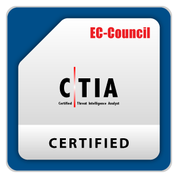 EC-Council
C|TIA
Certified Threat Intelligence Analyst
CERTIFIED